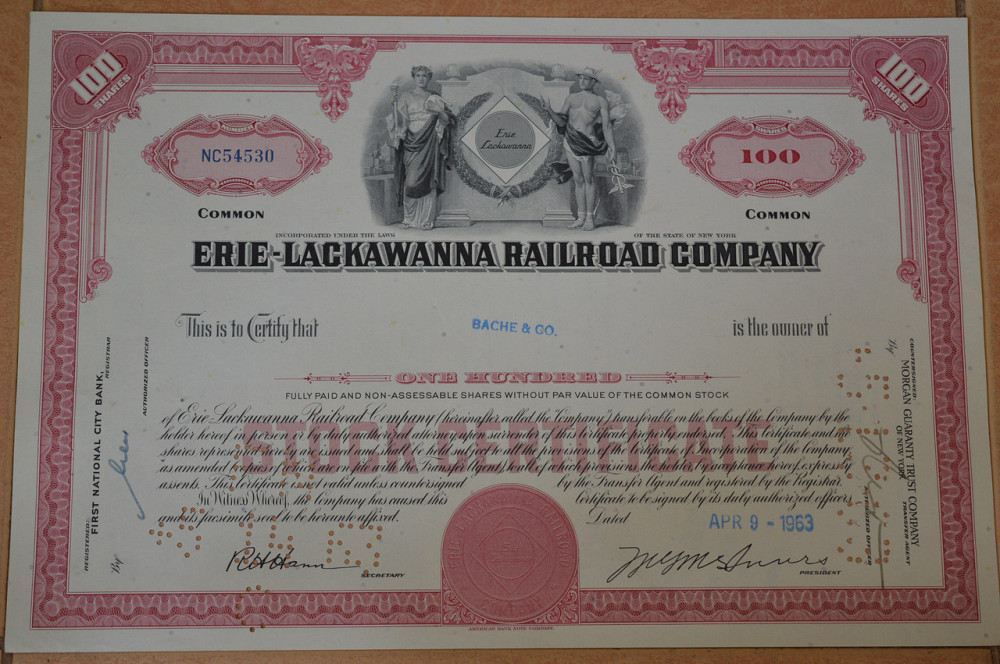 100 SHARES
100 SHARES
NUMBER
NC54530
COMMON
Erie
Lackawanna
SHARES
100
COMMON
INCORPORATED UNDER THE LAWS
OF THE STATE OF NEW YORK
ERIE-LACKAWANNA RAILROAD COMPANY
This is to Certify that
BACHE & CO.
is the owner of
ONE HUNDRED
FULLY PAID AND NON-ASSESSABLE SHARES WITHOUT PAR VALUE OF THE COMMON STOCK
STOCK CERTIFICATE
of Erie-Lackawanna Railroad Company (hereinafter called the "Company") transferable on the books of the Company by the
holder hereof in person or by duly authorized attorney upon surrender of this Certificate properly endorsed. This Certificate and the
shares represented hereby are issued and shall be held subject to all the provisions of the Certificate of Incorporation of the Company,
as amended (copies of which are on file with the Transfer Agent) to all of which provisions the holder by acceptance hereof expressly
assents. This Certificate is not valid unless countersigned by the Transfer Agent and registered by the Registrar.
In Witness Whereof, the Company has caused this Certificate to be signed by its duly authorized officers
and its facsimile seal to be hereunto affixed.
Dated
APR 9 - 1963
SECRETARY
PRESIDENT
REGISTERED:
FIRST NATIONAL CITY BANK,
REGISTRAR
By
AUTHORIZED OFFICER
COUNTERSIGNED:
MORGAN GUARANTY TRUST COMPANY
OF NEW YORK
TRANSFER AGENT
By
AUTHORIZED OFFICER
AMERICAN BANK NOTE COMPANY